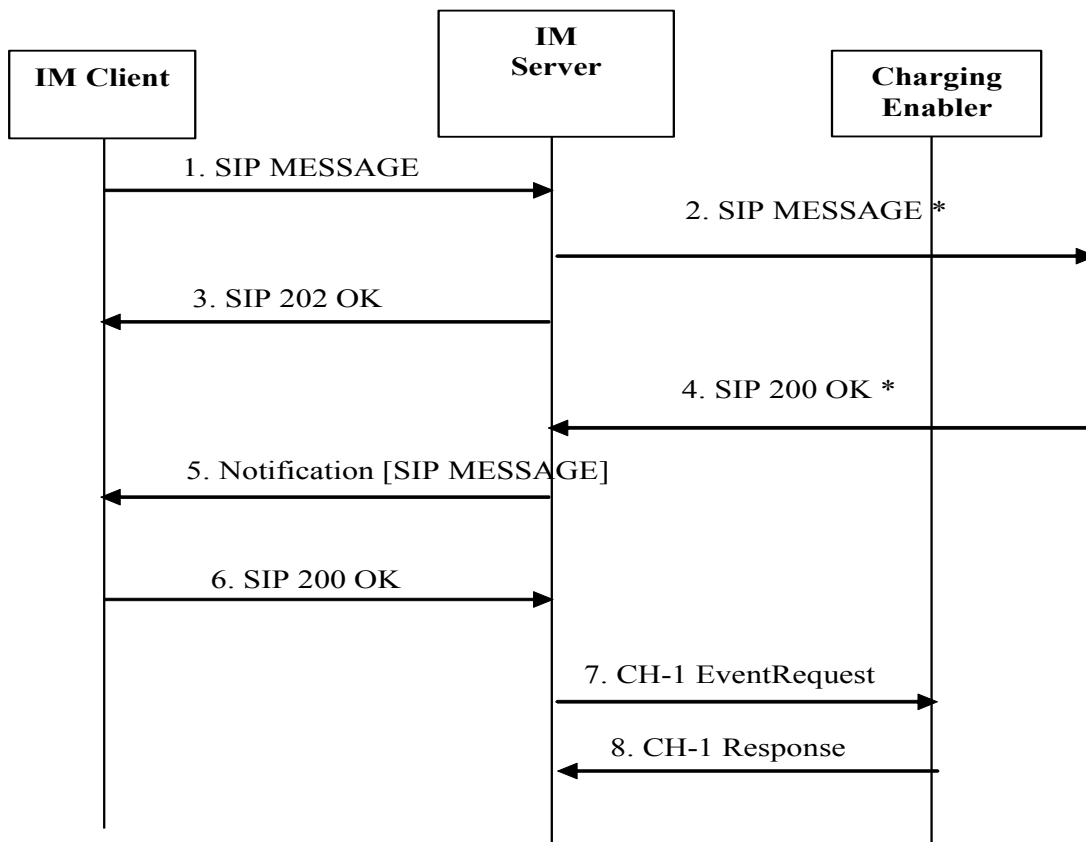 IM Client
IM
Server
Charging
Enabler
1. SIP MESSAGE
2. SIP MESSAGE *
3. SIP 202 OK
4. SIP 200 OK *
5. Notification [SIP MESSAGE]
6. SIP 200 OK
7. CH-1 EventRequest
8. CH-1 Response